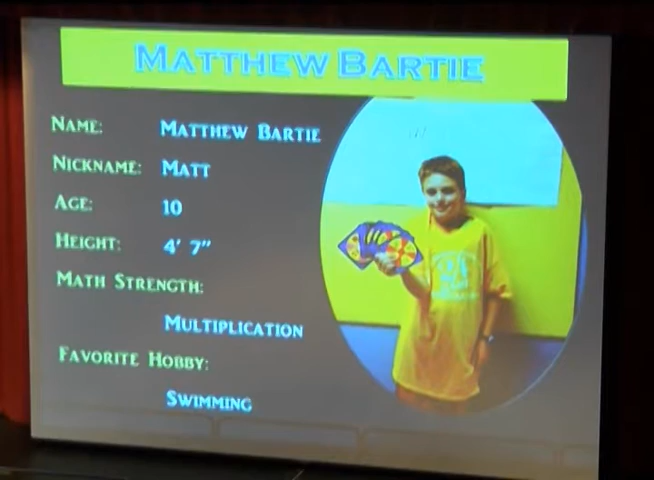 MATTHEW BARTIE
NAME: MATTHEW BARTIE
NICKNAME: MATT
AGE: 10
HEIGHT: 4' 7"
MATH STRENGTH:
MULTIPLICATION
FAVORITE HOBBY:
SWIMMING